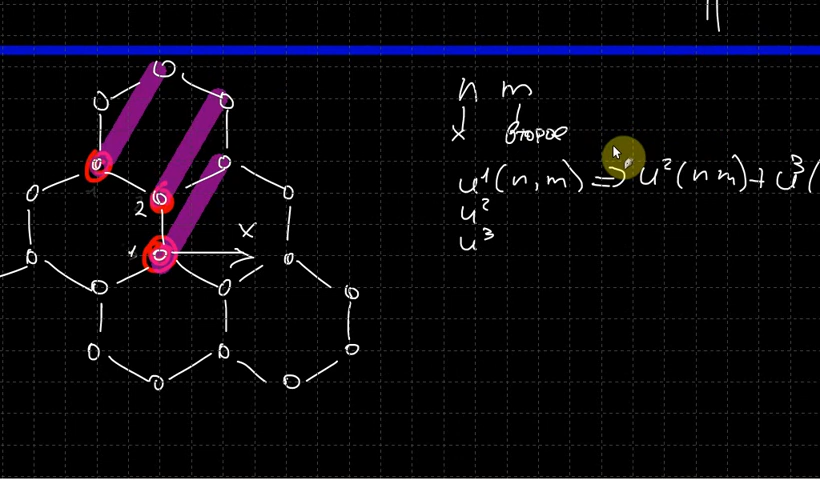 n m
x второе
u¹(n,m) => u²(n m) + u³(
u²
u³
2
1
x